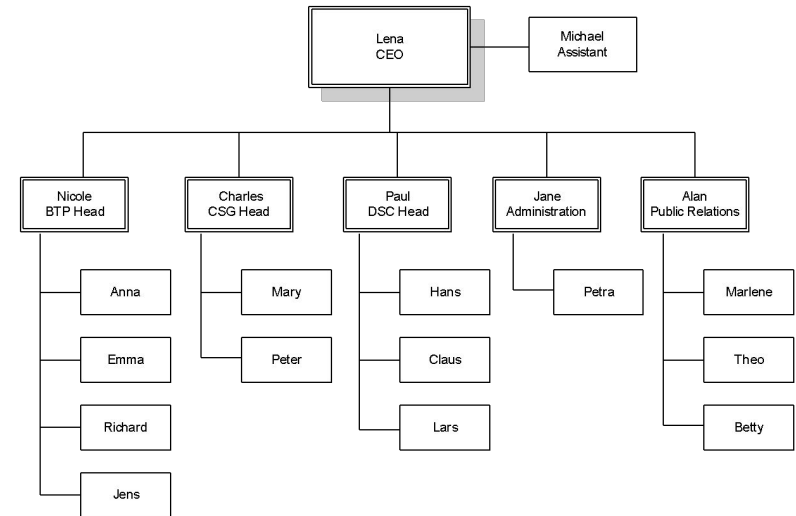 Lena
CEO
Michael
Assistant
Nicole
BTP Head
Charles
CSG Head
Paul
DSC Head
Jane
Administration
Alan
Public Relations
Anna
Mary
Hans
Petra
Marlene
Emma
Peter
Claus
Theo
Richard
Lars
Betty
Jens